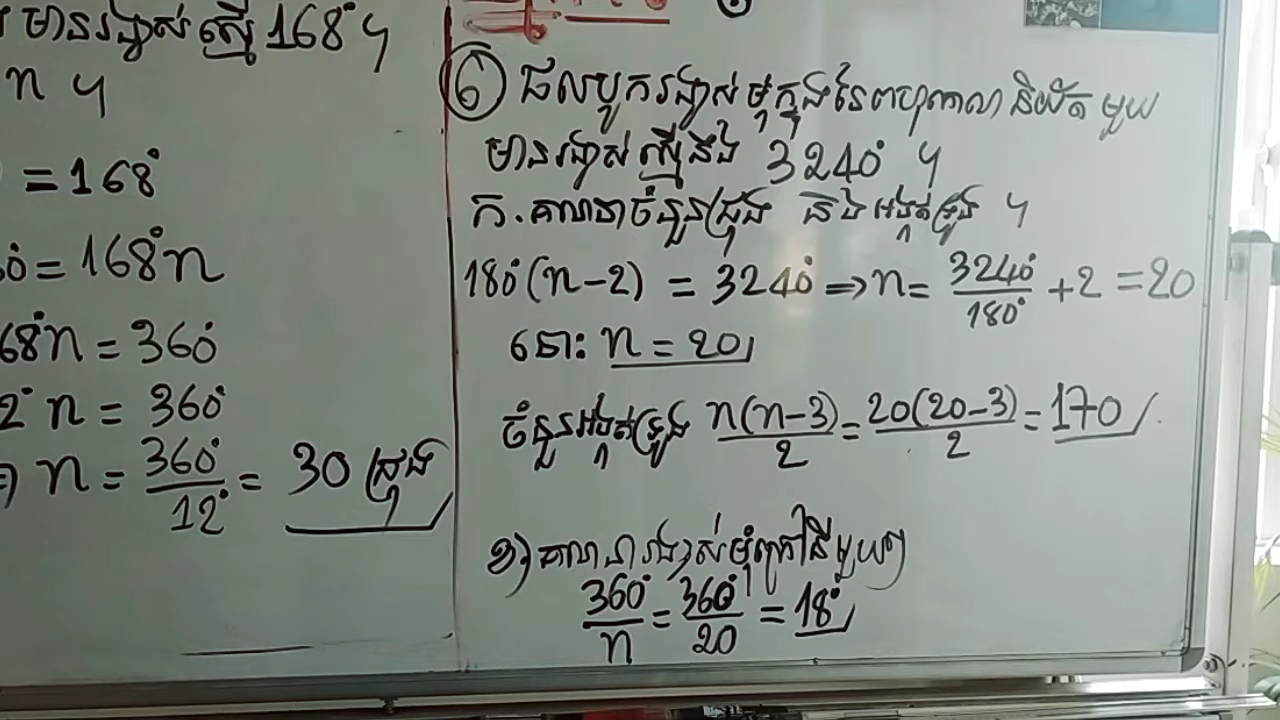 មានរង្វាស់ ស្មើ 168° ។
n ។
= 168°
= 168°n
68°n = 360°
2° n = 360°
n = 360°/12° = 30 ជ្រុង
៦ ផលបូករង្វាស់មុំក្នុងនៃពហុកោណនិយ័តមួយ
មានរង្វាស់ ស្មើនឹង 3240° ។
ក. គណនាចំនួនជ្រុង និងអង្កត់ទ្រូង ។
180°(n-2) = 3240° ⇒ n = 3240°/180° + 2 = 20
នោះ n = 20
ចំនួនអង្កត់ទ្រូង n(n-3)/2 = 20(20-3)/2 = 170
ខ) គណនារង្វាស់មុំក្រៅនីមួយៗ
360°/n = 360°/20 = 18°